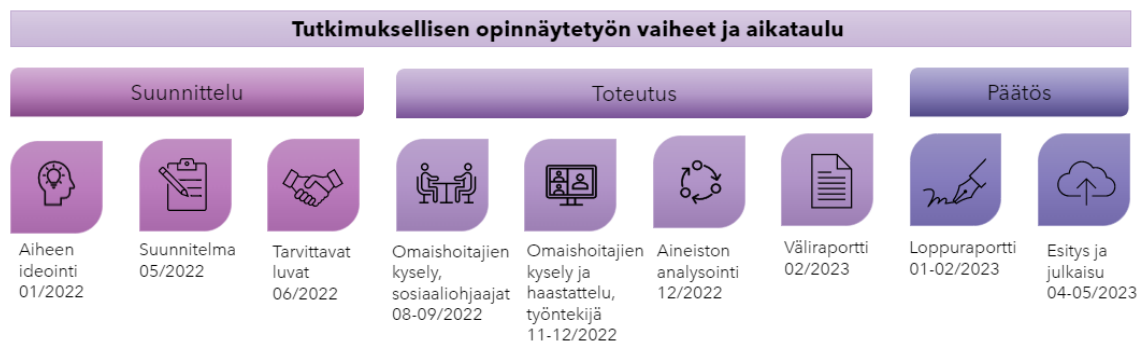 Tutkimuksellisen opinnäytetyön vaiheet ja aikataulu
Suunnittelu
Toteutus
Päätös
Aiheen
ideointi
01/2022
Suunnitelma
05/2022
Tarvittavat
luvat
06/2022
Omaishoitajien
kysely,
sosiaaliohjaajat
08-09/2022
Omaishoitajien
kysely ja
haastattelu,
työntekijä
11-12/2022
Aineiston
analysointi
12/2022
Väliraportti
02/2023
Loppuraportti
01-02/2023
Esitys ja
julkaisu
04-05/2023